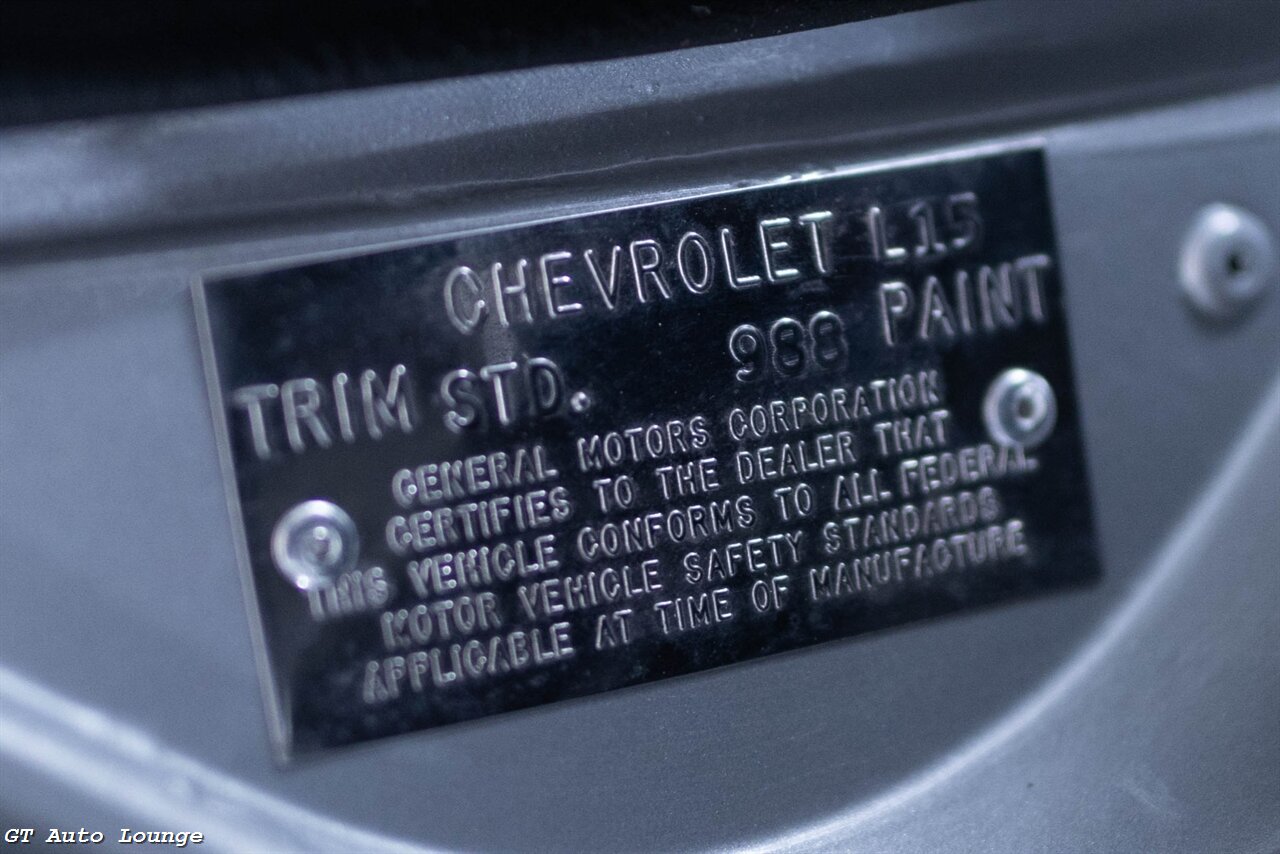 CHEVROLET L15
TRIM STD. 988 PAINT
GENERAL MOTORS CORPORATION
CERTIFIES TO THE DEALER THAT
THIS VEHICLE CONFORMS TO ALL FEDERAL
MOTOR VEHICLE SAFETY STANDARDS
APPLICABLE AT TIME OF MANUFACTURE
GT Auto Lounge